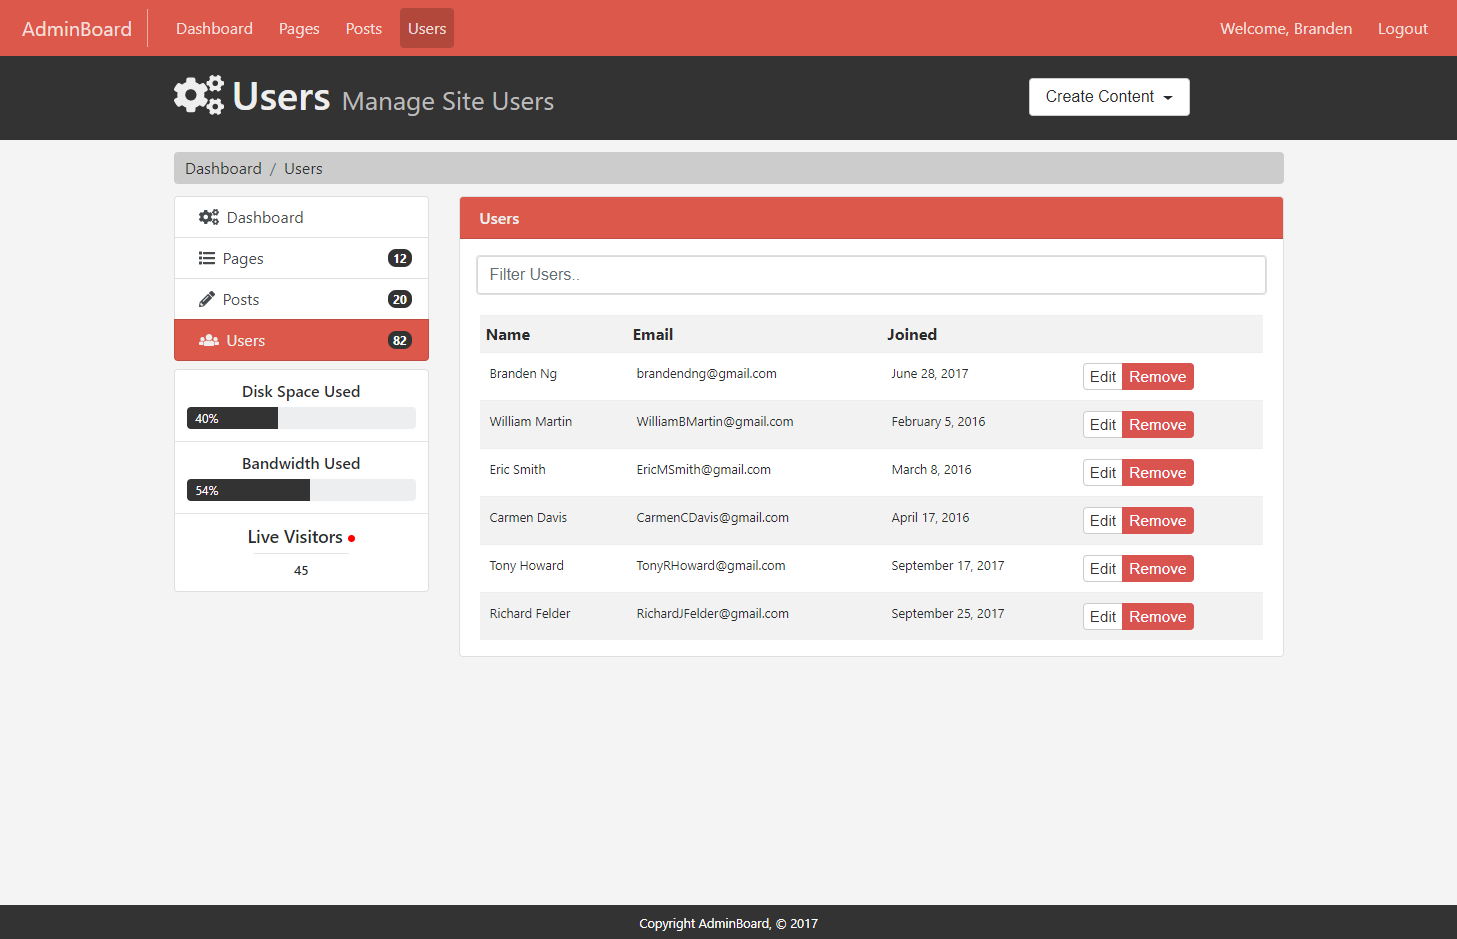 AdminBoard Dashboard Pages Posts Users Welcome, Branden Logout
Users Manage Site Users Create Content
Dashboard / Users
Dashboard
Pages 12
Posts 20
Users 82
Disk Space Used
40%
Bandwidth Used
54%
Live Visitors
45
Users
Filter Users..
Name Email Joined
Branden Ng brandendng@gmail.com June 28, 2017 Edit Remove
William Martin WilliamBMartin@gmail.com February 5, 2016 Edit Remove
Eric Smith EricMSmith@gmail.com March 8, 2016 Edit Remove
Carmen Davis CarmenCDavis@gmail.com April 17, 2016 Edit Remove
Tony Howard TonyRHoward@gmail.com September 17, 2017 Edit Remove
Richard Felder RichardJFelder@gmail.com September 25, 2017 Edit Remove
Copyright AdminBoard, © 2017